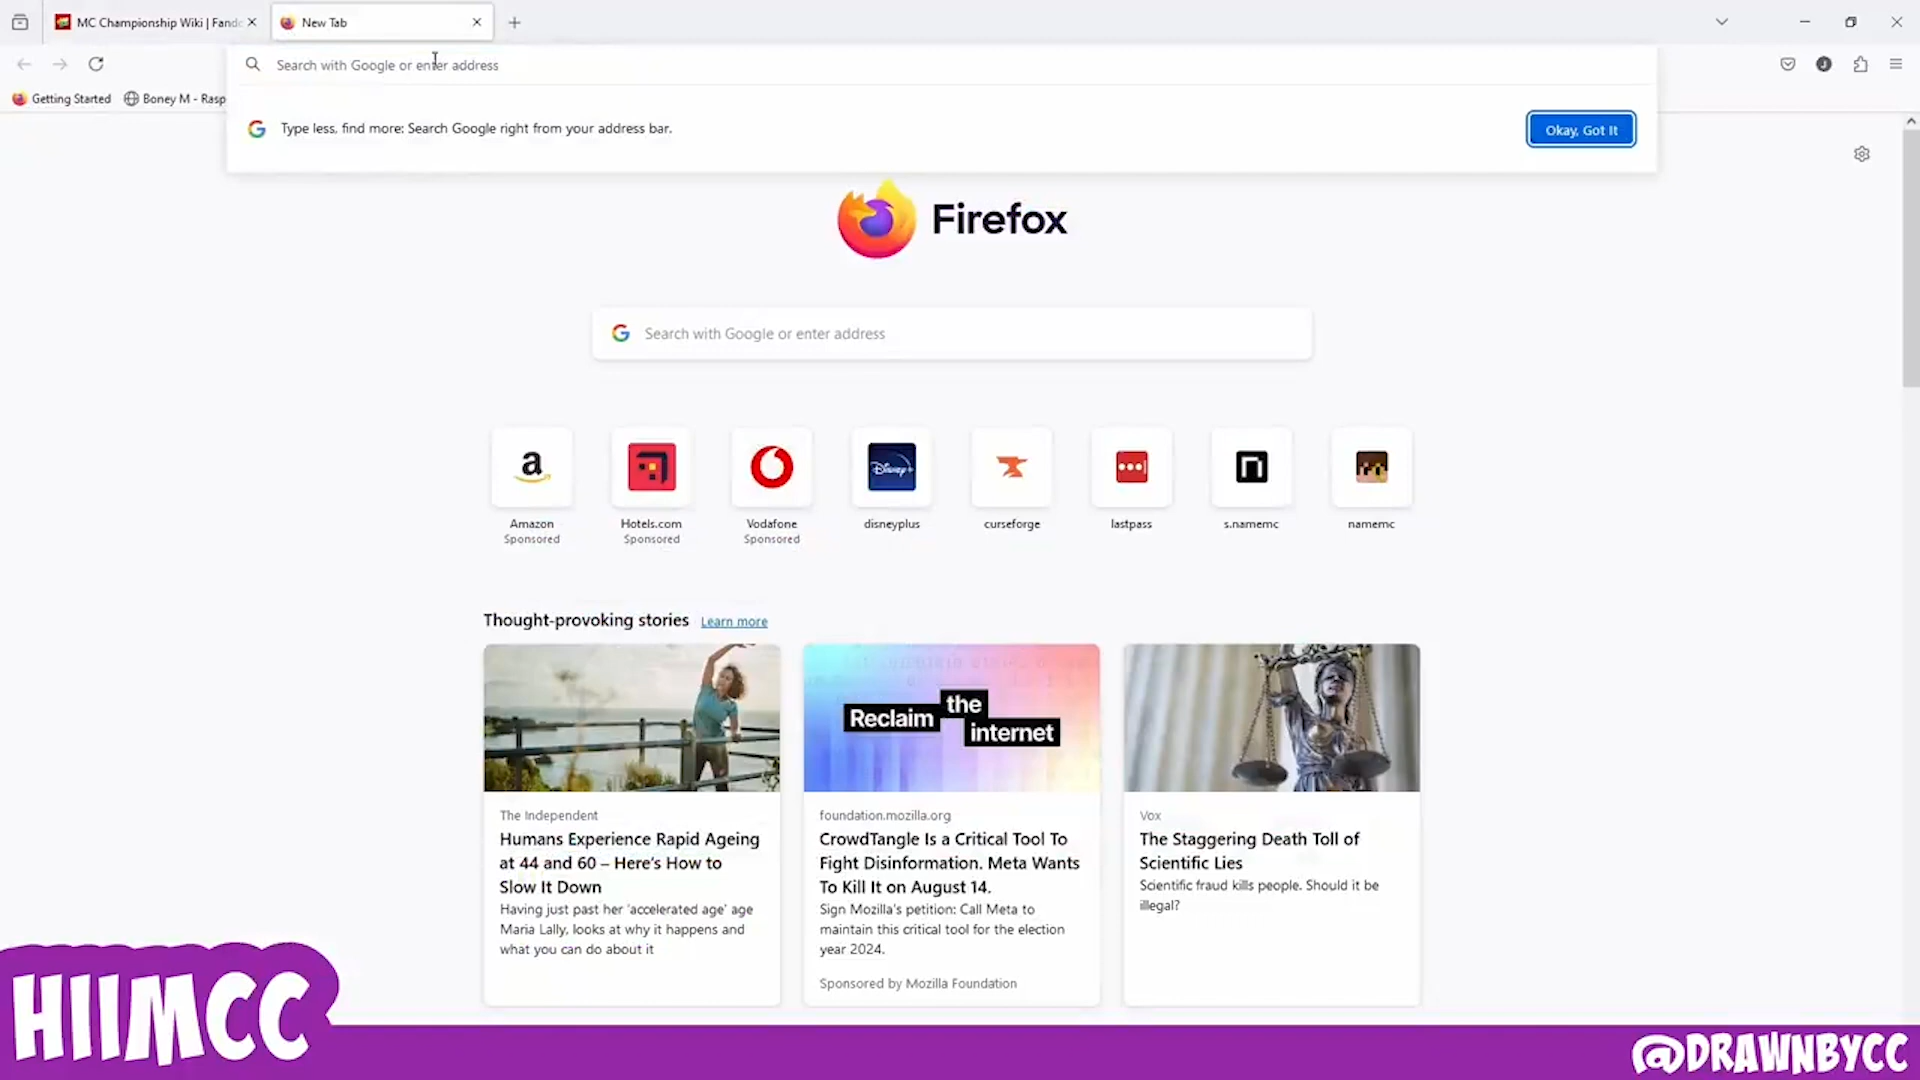 MC Championship Wiki | Fando
New Tab
Search with Google or enter address
Getting Started
Boney M - Rasp
Type less, find more: Search Google right from your address bar.
Okay, Got It
Firefox
Search with Google or enter address
a
Disney+
n
Amazon
Sponsored
Hotels.com
Sponsored
Vodafone
Sponsored
disneyplus
curseforge
lastpass
s.namemc
namemc
Thought-provoking stories
Learn more
Reclaim the internet
The Independent
Humans Experience Rapid Ageing
at 44 and 60 – Here's How to
Slow It Down
Having just past her 'accelerated age' age
Maria Lally, looks at why it happens and
what you can do about it
foundation.mozilla.org
CrowdTangle Is a Critical Tool To
Fight Disinformation. Meta Wants
To Kill It on August 14.
Sign Mozilla's petition: Call Meta to
maintain this critical tool for the election
year 2024.
Sponsored by Mozilla Foundation
Vox
The Staggering Death Toll of
Scientific Lies
Scientific fraud kills people. Should it be
illegal?
HIIMCC
@DRAWNBYCC